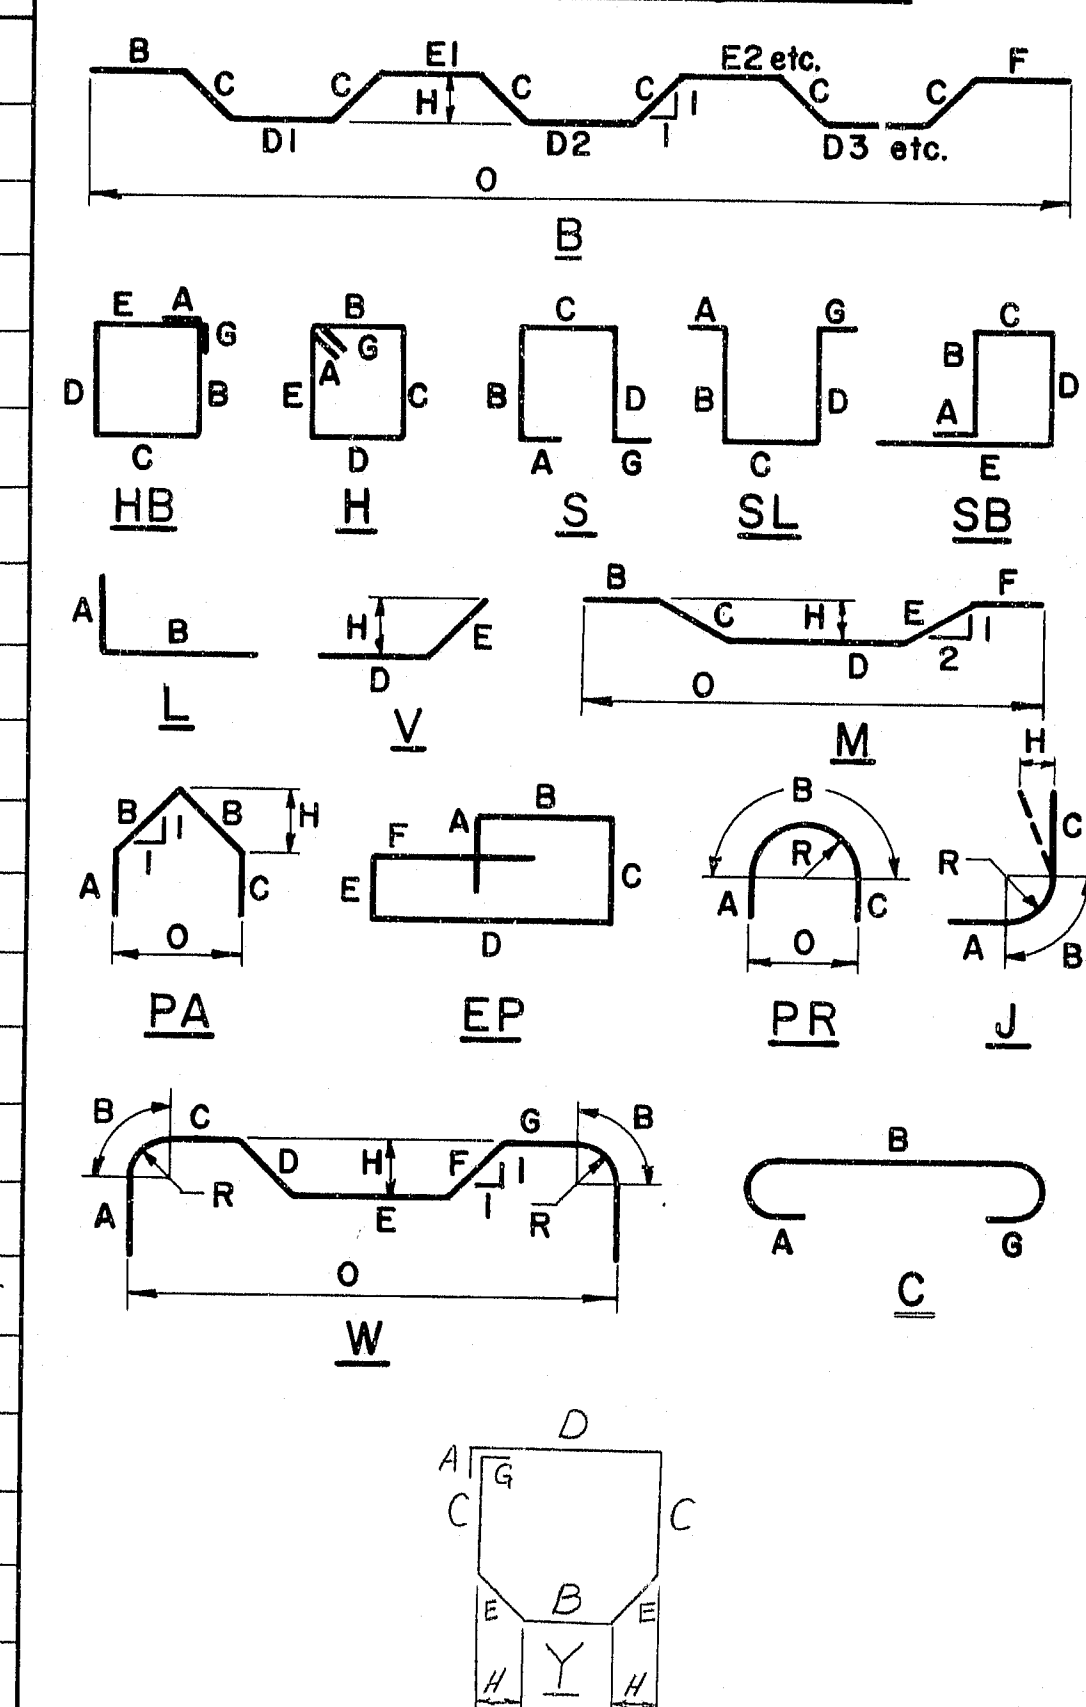 B C C E1 C C E2 etc. C C F
H 1
D1 D2 1 D3 etc.
O
B
E A B C A G C
G G B
D B A E C B D B D A D
C D A G C E
HB H S SL SB
A B H E B C H E F
D D 2 1
O
L V M
B B H B B H
1 1 A F A C R R C
A C E D A C A B
O O
PA EP PR J
B C G B B
D H F 1
A R E 1 R A G
O
W C
D
A G
C C
E B E
H Y H